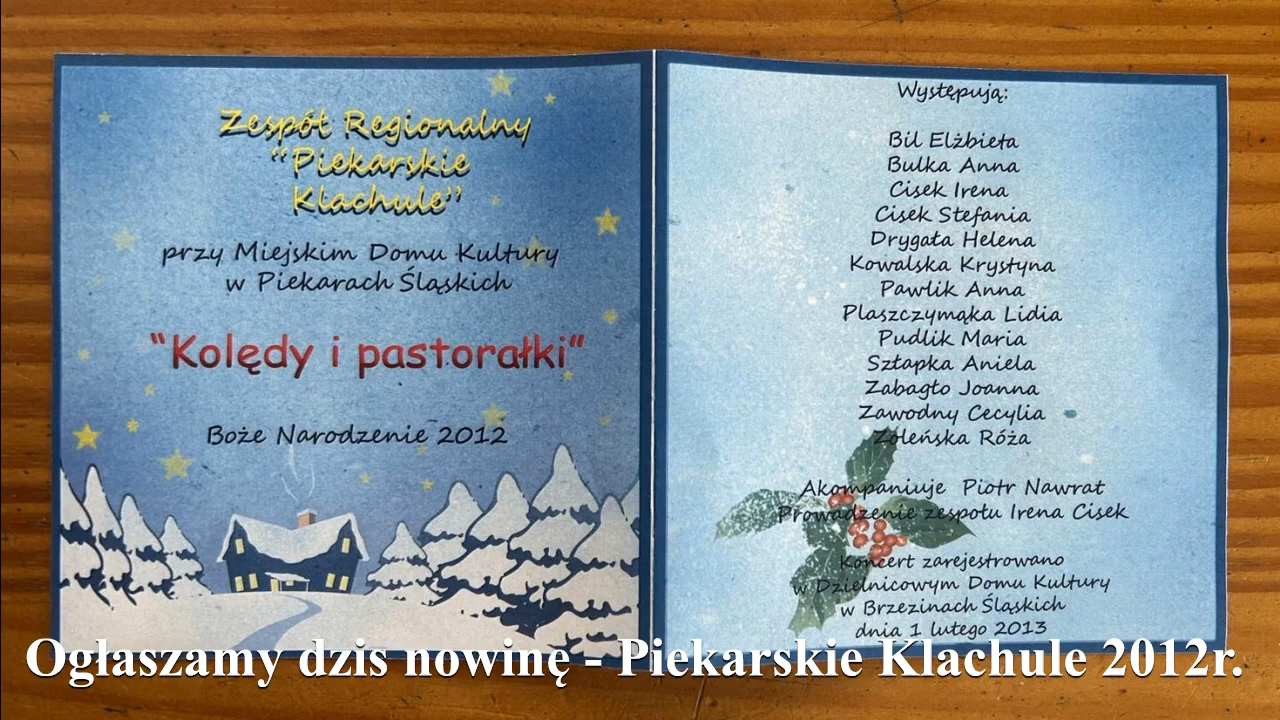 Zespół Regionalny
“Piekarskie
Klachule”
przy Miejskim Domu Kultury
w Piekarach Śląskich
“Kolędy i pastorałki”
Boże Narodzenie 2012
Występują:
Bil Elżbieta
Bulka Anna
Cisek Irena
Cisek Stefania
Drygała Helena
Kowalska Krystyna
Pawlik Anna
Plaszczymąka Lidia
Pudlik Maria
Szłapka Aniela
Zabagło Joanna
Zawodny Cecylia
Zoleńska Róża
Akompaniuje Piotr Nawrat
Prowadzenie zespołu Irena Cisek
Koncert zarejestrowano
w Dzielnicowym Domu Kultury
w Brzezinach Śląskich
dnia 1 lutego 2013
Ogłaszamy dzis nowinę - Piekarskie Klachule 2012r.